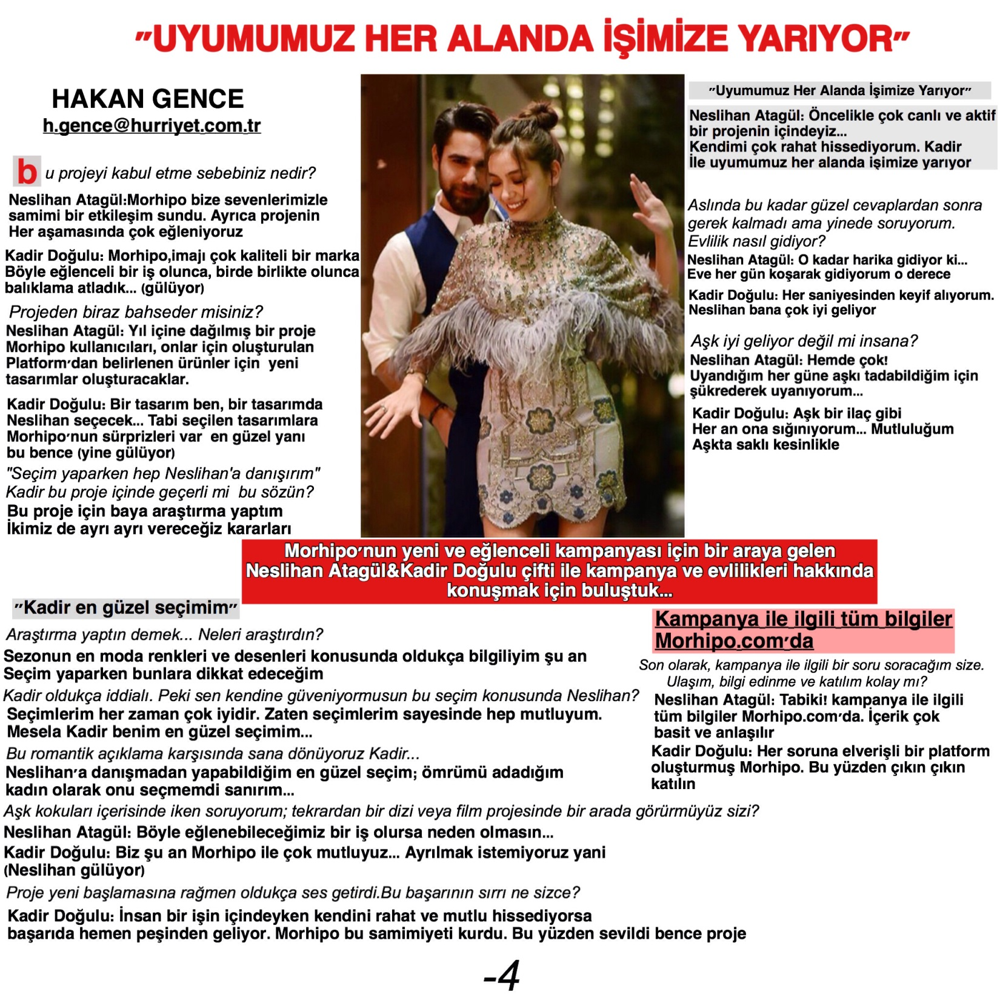 "UYUMUMUZ HER ALANDA İŞİMİZE YARIYOR"
HAKAN GENCE
h.gence@hurriyet.com.tr
bu projeyi kabul etme sebebiniz nedir?
Neslihan Atagül:Morhipo bize sevenlerimizle
samimi bir etkileşim sundu. Ayrıca projenin
Her aşamasında çok eğleniyoruz
Kadir Doğulu: Morhipo,imajı çok kaliteli bir marka
Böyle eğlenceli bir iş olunca, birde birlikte olunca
balıklama atladık... (gülüyor)
Projeden biraz bahseder misiniz?
Neslihan Atagül: Yıl içine dağılmış bir proje
Morhipo kullanıcıları, onlar için oluşturulan
Platform'dan belirlenen ürünler için yeni
tasarımlar oluşturacaklar.
Kadir Doğulu: Bir tasarım ben, bir tasarımda
Neslihan seçecek... Tabi seçilen tasarımlara
Morhipo'nun sürprizleri var en güzel yanı
bu bence (yine gülüyor)
"Seçim yaparken hep Neslihan'a danışırım"
Kadir bu proje içinde geçerli mi bu sözün?
Bu proje için baya araştırma yaptım
İkimiz de ayrı ayrı vereceğiz kararları
"Uyumumuz Her Alanda İşimize Yarıyor"
Neslihan Atagül: Öncelikle çok canlı ve aktif
bir projenin içindeyiz...
Kendimi çok rahat hissediyorum. Kadir
İle uyumumuz her alanda işimize yarıyor
Aslında bu kadar güzel cevaplardan sonra
gerek kalmadı ama yinede soruyorum.
Evlilik nasıl gidiyor?
Neslihan Atagül: O kadar harika gidiyor ki...
Eve her gün koşarak gidiyorum o derece
Kadir Doğulu: Her saniyesinden keyif alıyorum.
Neslihan bana çok iyi geliyor
Aşk iyi geliyor değil mi insana?
Neslihan Atagül: Hemde çok!
Uyandığım her güne aşkı tadabildiğim için
şükrederek uyanıyorum...
Kadir Doğulu: Aşk bir ilaç gibi
Her an ona sığınıyorum... Mutluluğum
Aşkta saklı kesinlikle
Morhipo'nun yeni ve eğlenceli kampanyası için bir araya gelen
Neslihan Atagül&Kadir Doğulu çifti ile kampanya ve evlilikleri hakkında
konuşmak için buluştuk...
"Kadir en güzel seçimim"
Araştırma yaptın demek... Neleri araştırdın?
Sezonun en moda renkleri ve desenleri konusunda oldukça bilgiliyim şu an
Seçim yaparken bunlara dikkat edeceğim
Kadir oldukça iddialı. Peki sen kendine güveniyormusun bu seçim konusunda Neslihan?
Seçimlerim her zaman çok iyidir. Zaten seçimlerim sayesinde hep mutluyum.
Mesela Kadir benim en güzel seçimim...
Bu romantik açıklama karşısında sana dönüyoruz Kadir...
Neslihan'a danışmadan yapabildiğim en güzel seçim; ömrümü adadığım
kadın olarak onu seçmemdi sanırım...
Aşk kokuları içerisinde iken soruyorum; tekrardan bir dizi veya film projesinde bir arada görürmüyüz sizi?
Neslihan Atagül: Böyle eğlenebileceğimiz bir iş olursa neden olmasın...
Kadir Doğulu: Biz şu an Morhipo ile çok mutluyuz... Ayrılmak istemiyoruz yani
(Neslihan gülüyor)
Proje yeni başlamasına rağmen oldukça ses getirdi.Bu başarının sırrı ne sizce?
Kadir Doğulu: İnsan bir işin içindeyken kendini rahat ve mutlu hissediyorsa
başarıda hemen peşinden geliyor. Morhipo bu samimiyeti kurdu. Bu yüzden sevildi bence proje
Kampanya ile ilgili tüm bilgiler
Morhipo.com'da
Son olarak, kampanya ile ilgili bir soru soracağım size.
Ulaşım, bilgi edinme ve katılım kolay mı?
Neslihan Atagül: Tabiki! kampanya ile ilgili
tüm bilgiler Morhipo.com'da. İçerik çok
basit ve anlaşılır
Kadir Doğulu: Her soruna elverişli bir platform
oluşturmuş Morhipo. Bu yüzden çıkın çıkın
katılın
-4